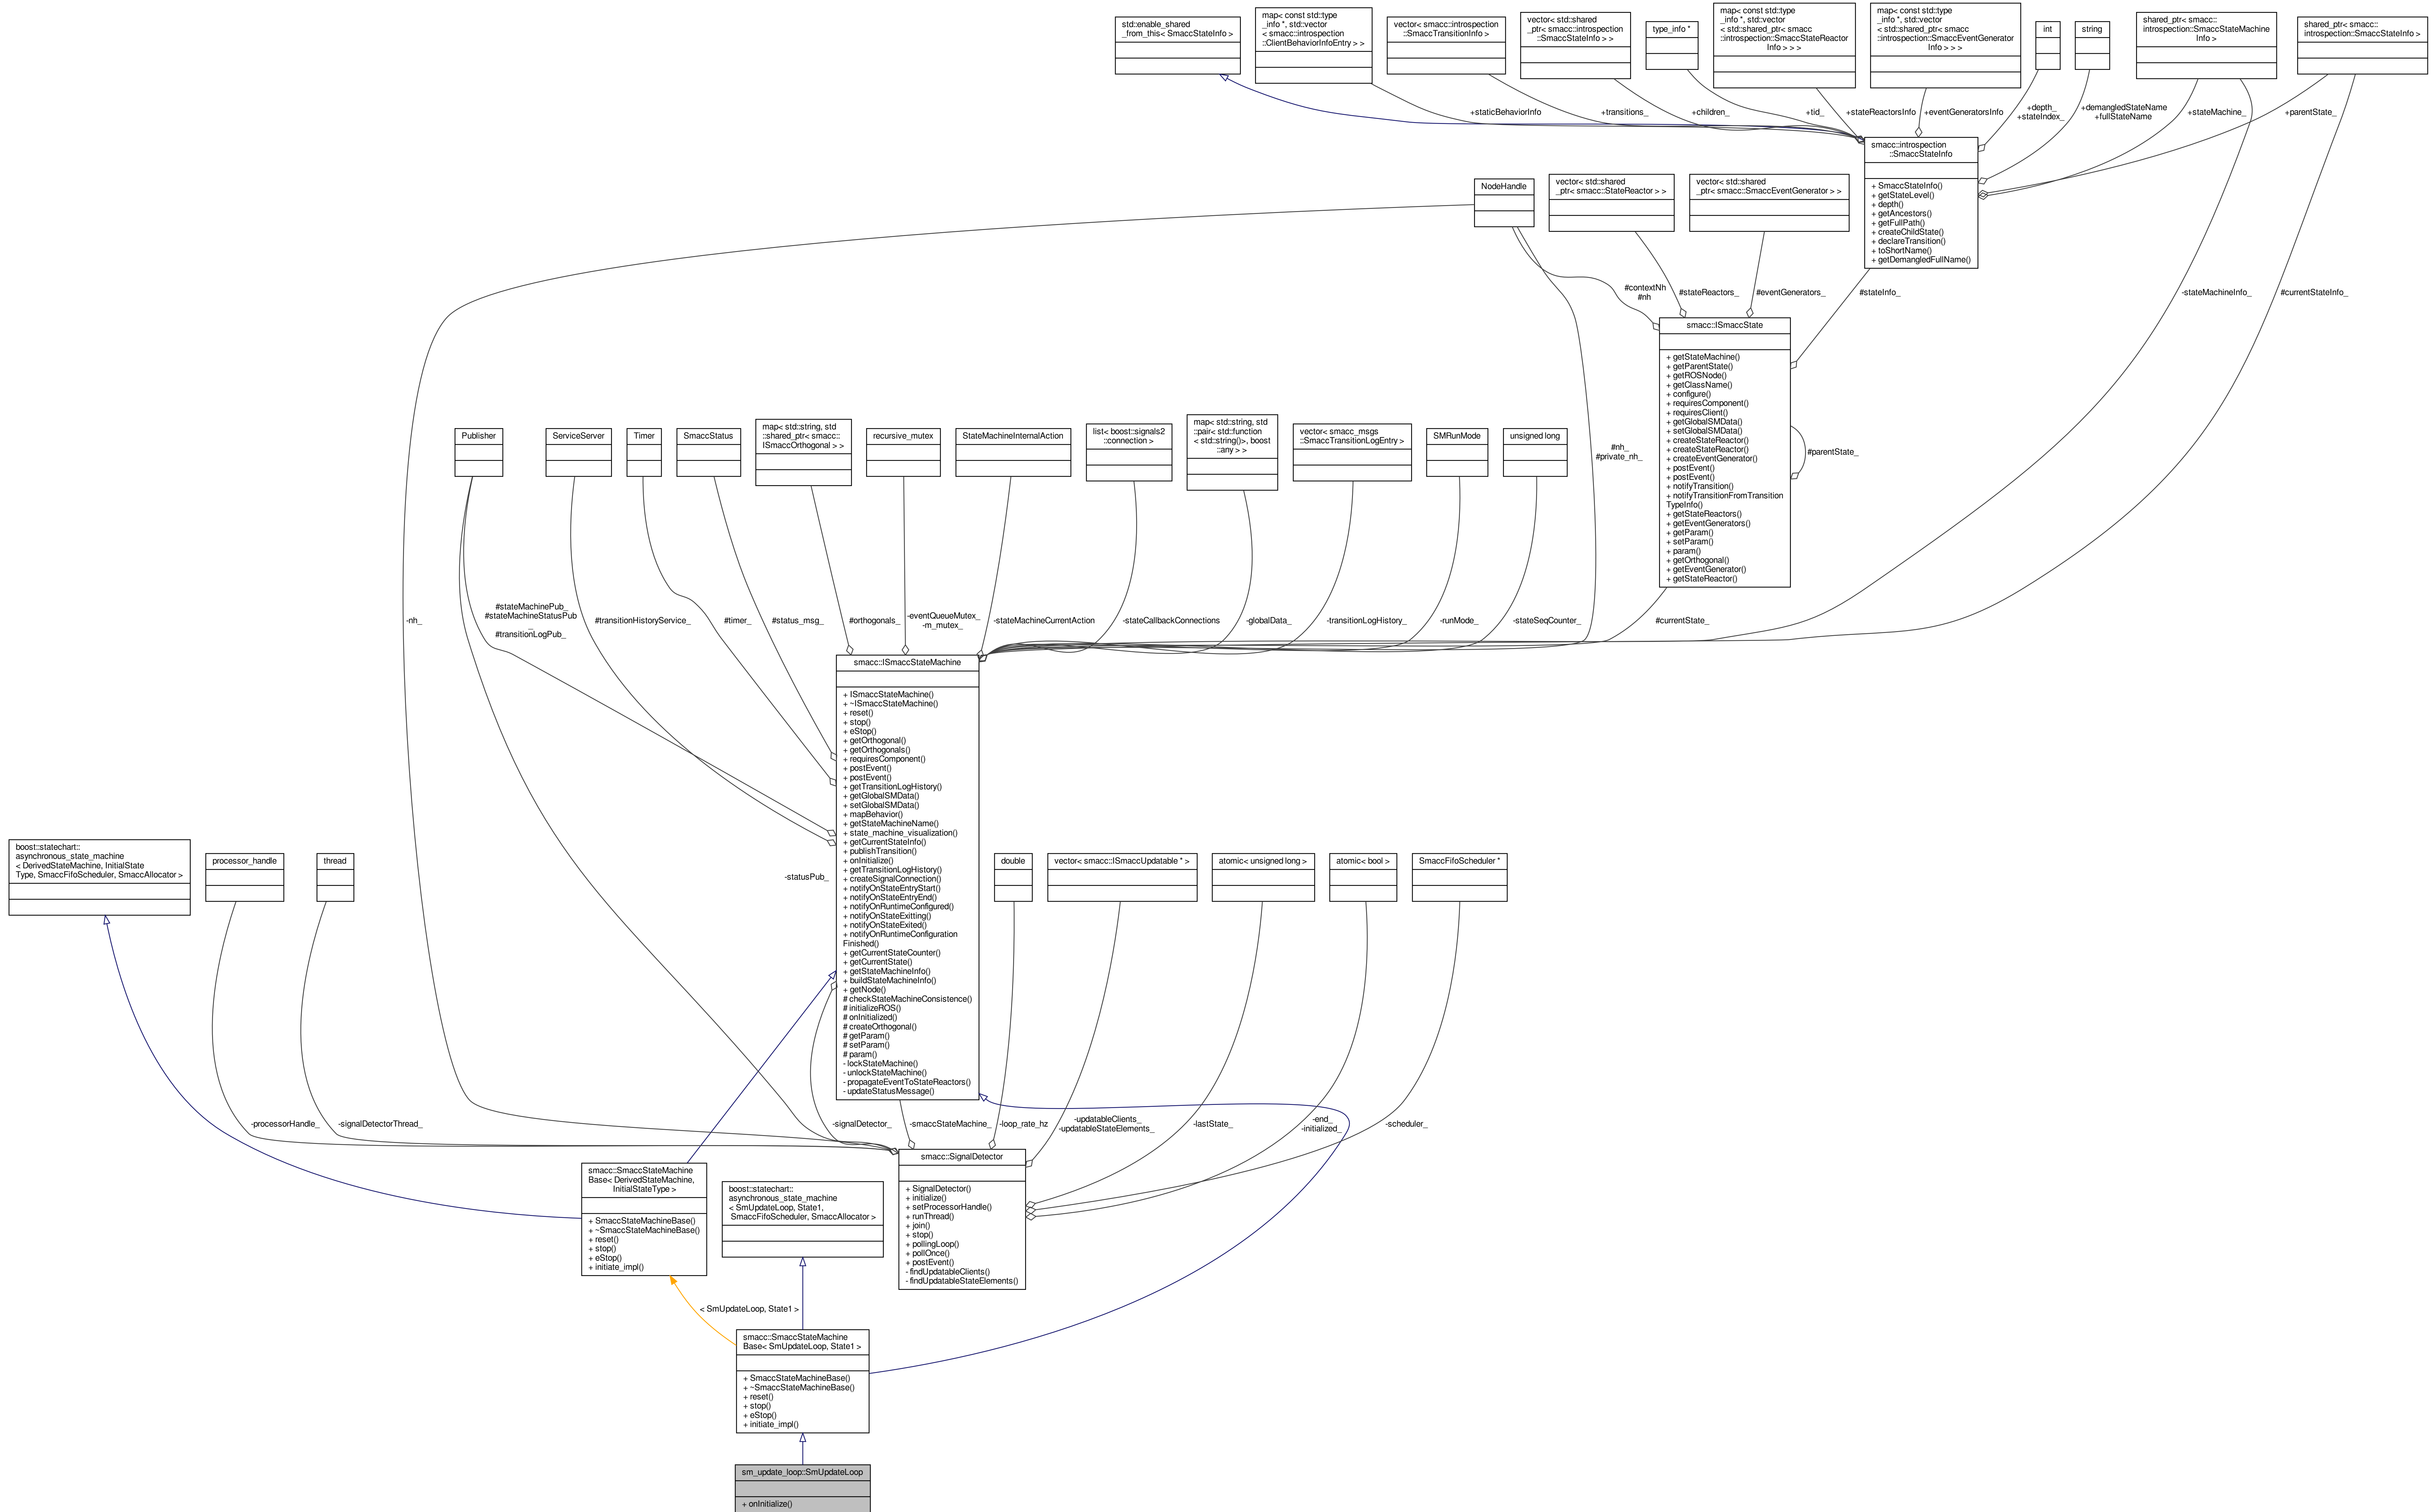 std::enable_shared
_from_this< SmaccStateInfo >
map< const std::type
_info *, std::vector
< smacc::introspection
::ClientBehaviorInfoEntry > >
vector< smacc::introspection
::SmaccTransitionInfo >
vector< std::shared
_ptr< smacc::introspection
::SmaccStateInfo > >
type_info *
map< const std::type
_info *, std::vector
< std::shared_ptr< smacc
::introspection::SmaccStateReactor
Info > > >
map< const std::type
_info *, std::vector
< std::shared_ptr< smacc
::introspection::SmaccEventGenerator
Info > > >
int
string
shared_ptr< smacc::
introspection::SmaccStateMachine
Info >
shared_ptr< smacc::
introspection::SmaccStateInfo >
+staticBehaviorInfo
+transitions_
+children_
+tid_
+stateReactorsInfo
+eventGeneratorsInfo
+depth_
+stateIndex_
+demangledStateName
+fullStateName
+stateMachine_
+parentState_
smacc::introspection
::SmaccStateInfo
+ SmaccStateInfo()
+ getStateLevel()
+ depth()
+ getAncestors()
+ getFullPath()
+ createChildState()
+ declareTransition()
+ toShortName()
+ getDemangledFullName()
NodeHandle
vector< std::shared
_ptr< smacc::StateReactor > >
vector< std::shared
_ptr< smacc::SmaccEventGenerator > >
#contextNh
#nh
#stateReactors_
#eventGenerators_
#stateInfo_
-stateMachineInfo_
#currentStateInfo_
smacc::ISmaccState
+ getStateMachine()
+ getParentState()
+ getROSNode()
+ getClassName()
+ configure()
+ requiresComponent()
+ requiresClient()
+ getGlobalSMData()
+ setGlobalSMData()
+ createStateReactor()
+ createStateReactor()
+ createEventGenerator()
+ postEvent()
+ postEvent()
+ notifyTransition()
+ notifyTransitionFromTransition
TypeInfo()
+ getStateReactors()
+ getEventGenerators()
+ getParam()
+ setParam()
+ param()
+ getOrthogonal()
+ getEventGenerator()
+ getStateReactor()
#parentState_
Publisher
ServiceServer
Timer
SmaccStatus
map< std::string, std
::shared_ptr< smacc::
ISmaccOrthogonal > >
recursive_mutex
StateMachineInternalAction
list< boost::signals2
::connection >
map< std::string, std
::pair< std::function
< std::string()>, boost
::any > >
vector< smacc_msgs
::SmaccTransitionLogEntry >
SMRunMode
unsigned long
#nh_
#private_nh_
-nh_
#stateMachinePub_
#stateMachineStatusPub
_
#transitionLogPub_
#transitionHistoryService_
#timer_
#status_msg_
#orthogonals_
-eventQueueMutex_
-m_mutex_
-stateMachineCurrentAction
-stateCallbackConnections
-globalData_
-transitionLogHistory_
-runMode_
-stateSeqCounter_
#currentState_
smacc::ISmaccStateMachine
+ ISmaccStateMachine()
+ ~ISmaccStateMachine()
+ reset()
+ stop()
+ eStop()
+ getOrthogonal()
+ getOrthogonals()
+ requiresComponent()
+ postEvent()
+ postEvent()
+ getTransitionLogHistory()
+ getGlobalSMData()
+ setGlobalSMData()
+ mapBehavior()
+ getStateMachineName()
+ state_machine_visualization()
+ getCurrentStateInfo()
+ publishTransition()
+ onInitialize()
+ getTransitionLogHistory()
+ createSignalConnection()
+ notifyOnStateEntryStart()
+ notifyOnStateEntryEnd()
+ notifyOnRuntimeConfigured()
+ notifyOnStateExitting()
+ notifyOnStateExited()
+ notifyOnRuntimeConfiguration
Finished()
+ getCurrentStateCounter()
+ getCurrentState()
+ getStateMachineInfo()
+ buildStateMachineInfo()
+ getNode()
# checkStateMachineConsistence()
# initializeROS()
# onInitialized()
# createOrthogonal()
# getParam()
# setParam()
# param()
- lockStateMachine()
- unlockStateMachine()
- propagateEventToStateReactors()
- updateStatusMessage()
boost::statechart::
asynchronous_state_machine
< DerivedStateMachine, InitialState
Type, SmaccFifoScheduler, SmaccAllocator >
processor_handle
thread
-statusPub_
double
vector< smacc::ISmaccUpdatable * >
atomic< unsigned long >
atomic< bool >
SmaccFifoScheduler *
-processorHandle_
-signalDetectorThread_
-signalDetector_
-smaccStateMachine_
-loop_rate_hz
-updatableClients_
-updatableStateElements_
-lastState_
-end_
-initialized_
-scheduler_
smacc::SignalDetector
+ SignalDetector()
+ initialize()
+ setProcessorHandle()
+ runThread()
+ join()
+ stop()
+ pollingLoop()
+ pollOnce()
+ postEvent()
- findUpdatableClients()
- findUpdatableStateElements()
smacc::SmaccStateMachine
Base< DerivedStateMachine,
InitialStateType >
+ SmaccStateMachineBase()
+ ~SmaccStateMachineBase()
+ reset()
+ stop()
+ eStop()
+ initiate_impl()
boost::statechart::
asynchronous_state_machine
< SmUpdateLoop, State1,
SmaccFifoScheduler, SmaccAllocator >
< SmUpdateLoop, State1 >
smacc::SmaccStateMachine
Base< SmUpdateLoop, State1 >
+ SmaccStateMachineBase()
+ ~SmaccStateMachineBase()
+ reset()
+ stop()
+ eStop()
+ initiate_impl()
sm_update_loop::SmUpdateLoop
+ onInitialize()